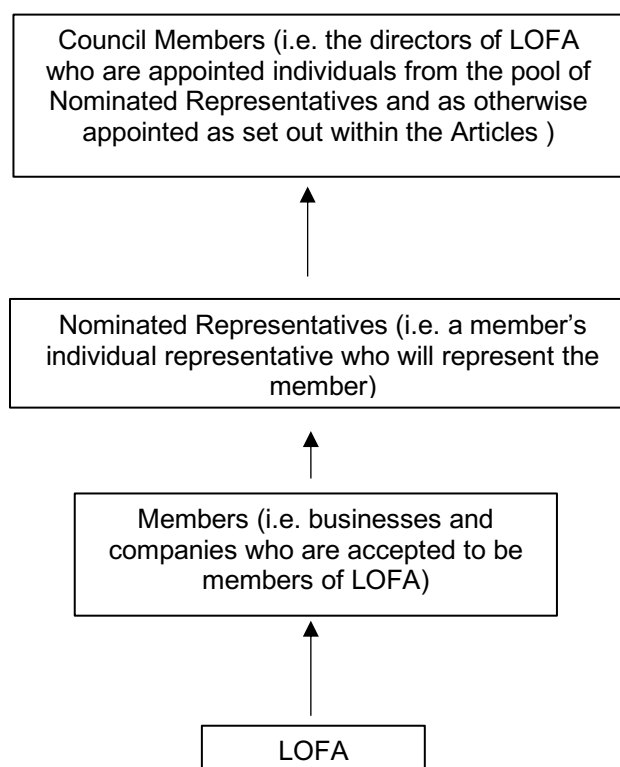 Council Members (i.e. the directors of LOFA
who are appointed individuals from the pool of
Nominated Representatives and as otherwise
appointed as set out within the Articles )
Nominated Representatives (i.e. a member’s
individual representative who will represent the
member)
Members (i.e. businesses and
companies who are accepted to be
members of LOFA)
LOFA